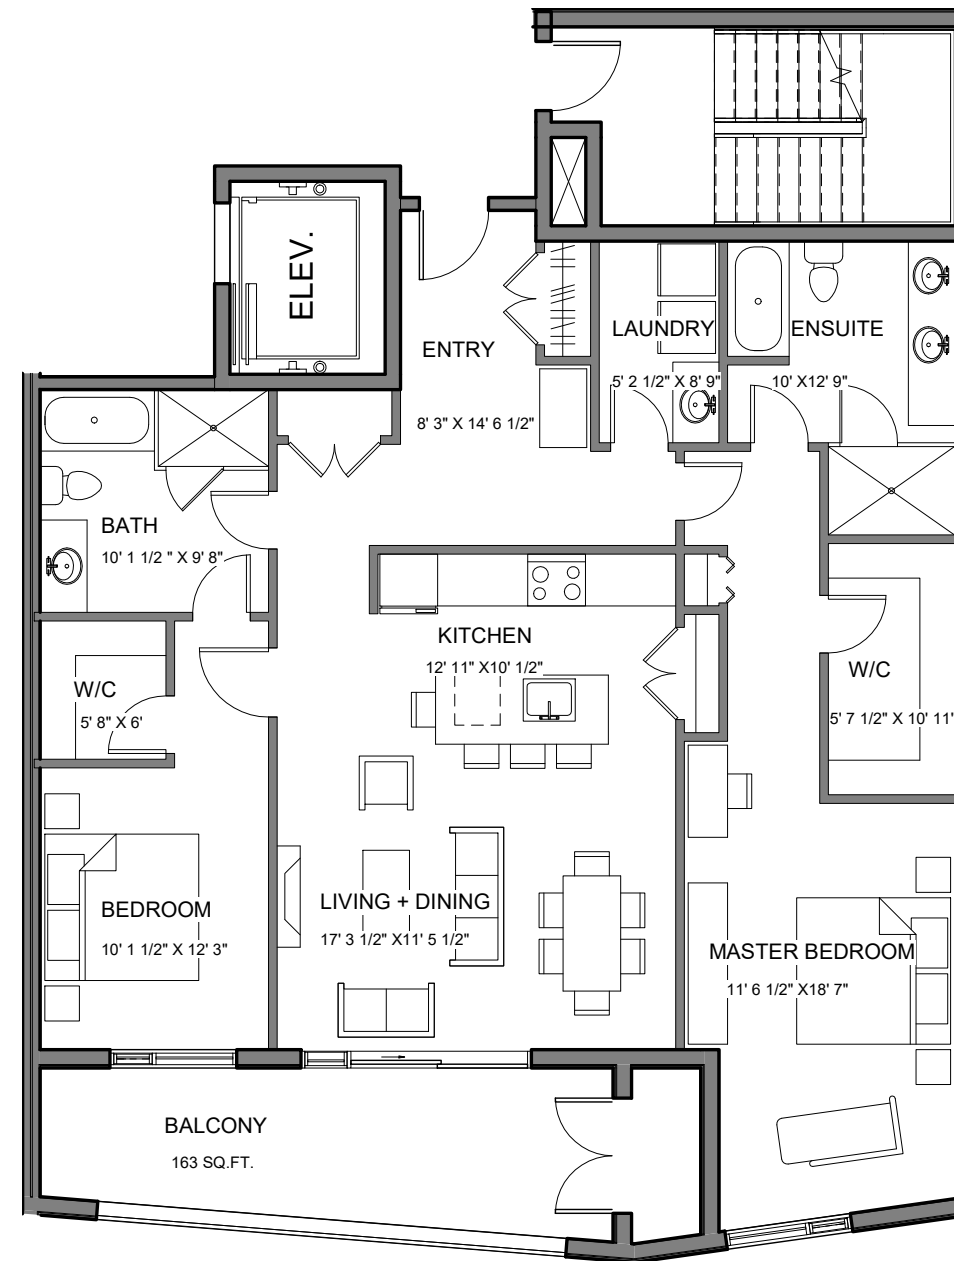 ELEV.
ENTRY
8' 3" X 14' 6 1/2"
LAUNDRY
5' 2 1/2" X 8' 9"
ENSUITE
10' X12' 9"
BATH
10' 1 1/2 " X 9' 8"
KITCHEN
12' 11" X10' 1/2"
W/C
5' 8" X 6'
W/C
5' 7 1/2" X 10' 11"
BEDROOM
10' 1 1/2" X 12' 3"
LIVING + DINING
17' 3 1/2" X11' 5 1/2"
MASTER BEDROOM
11' 6 1/2" X18' 7"
BALCONY
163 SQ.FT.